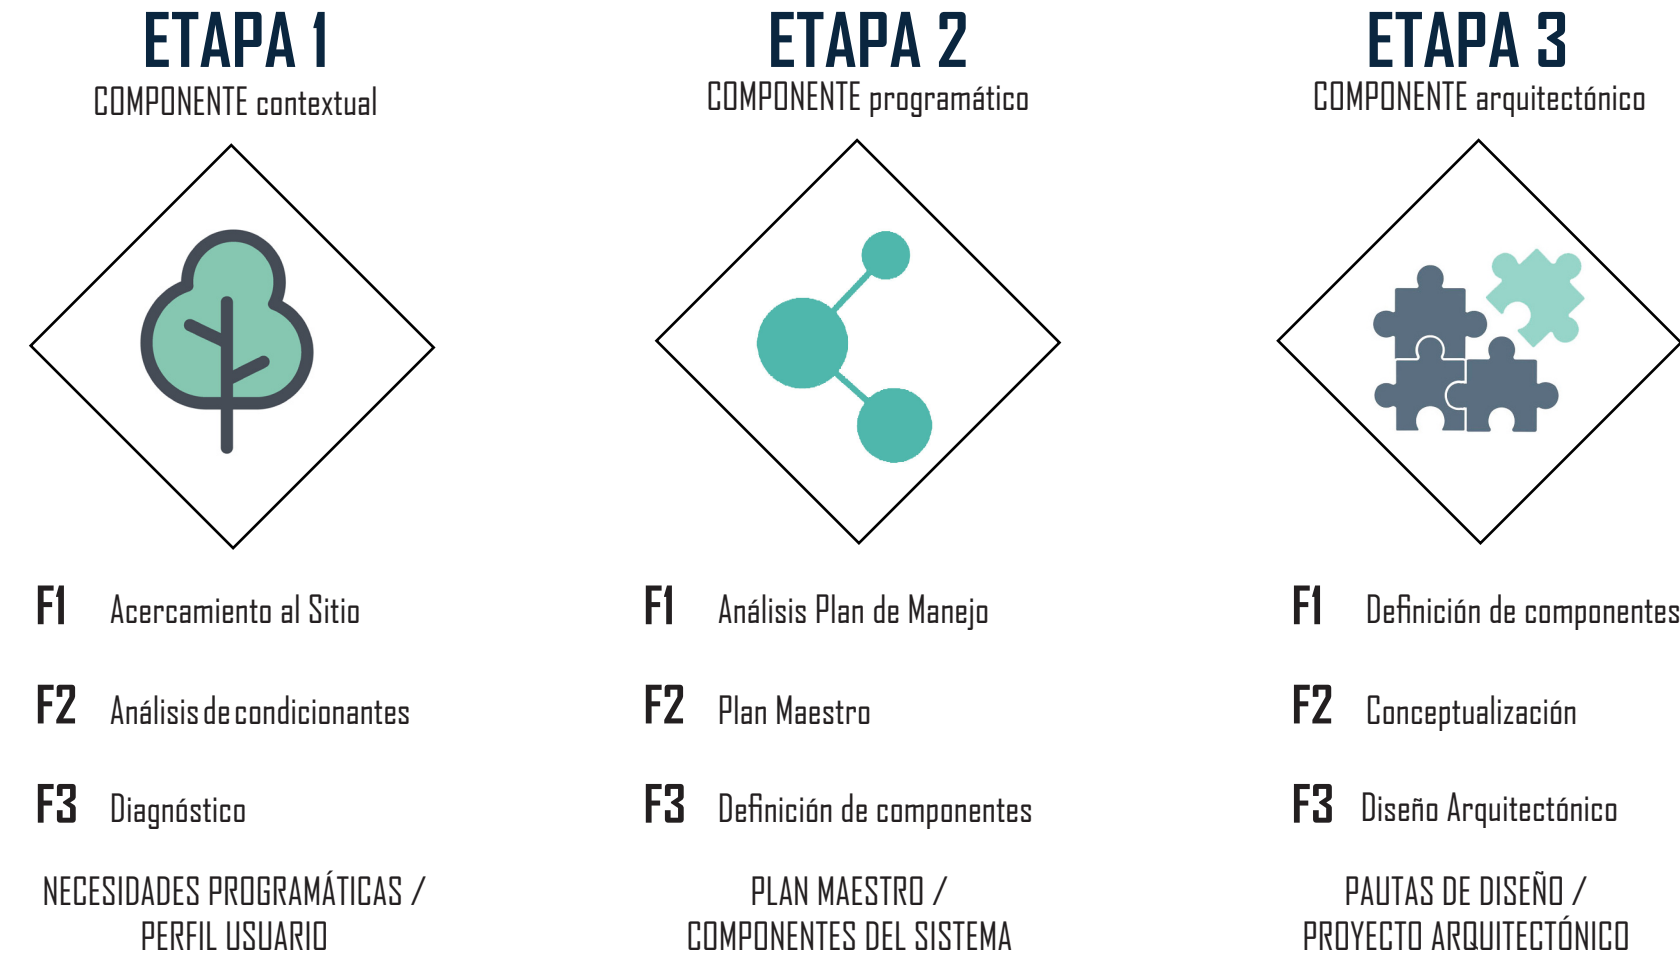 ETAPA 1
COMPONENTE contextual
F1 Acercamiento al Sitio
F2 Análisis de condicionantes
F3 Diagnóstico
NECESIDADES PROGRAMÁTICAS /
PERFIL USUARIO
ETAPA 2
COMPONENTE programático
F1 Análisis Plan de Manejo
F2 Plan Maestro
F3 Definición de componentes
PLAN MAESTRO /
COMPONENTES DEL SISTEMA
ETAPA 3
COMPONENTE arquitectónico
F1 Definición de componentes
F2 Conceptualización
F3 Diseño Arquitectónico
PAUTAS DE DISEÑO /
PROYECTO ARQUITECTÓNICO